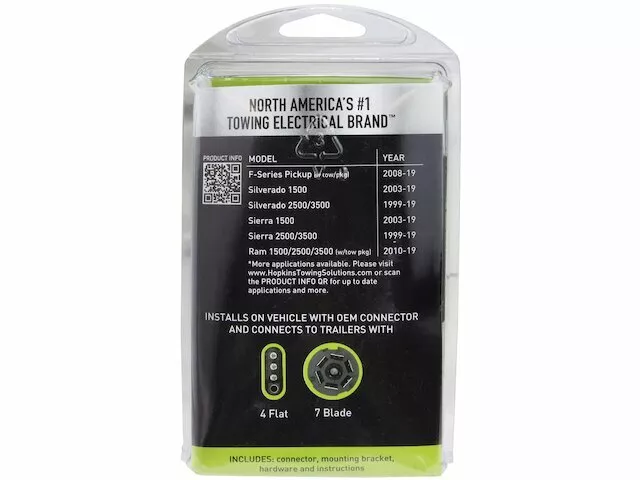 NORTH AMERICA'S #1
TOWING ELECTRICAL BRAND™
PRODUCT INFO
MODEL YEAR
F-Series Pickup (w/tow/pkg) 2008-19
Silverado 1500 2003-19
Silverado 2500/3500 1999-19
Sierra 1500 2003-19
Sierra 2500/3500 1999-19
Ram 1500/2500/3500 (w/tow pkg) 2010-19
*More applications available. Please visit
www.HopkinsTowingSolutions.com or scan
the PRODUCT INFO QR for up to date
applications and more.
INSTALLS ON VEHICLE WITH OEM CONNECTOR
AND CONNECTS TO TRAILERS WITH
4 Flat 7 Blade
INCLUDES: connector, mounting bracket,
hardware and instructions